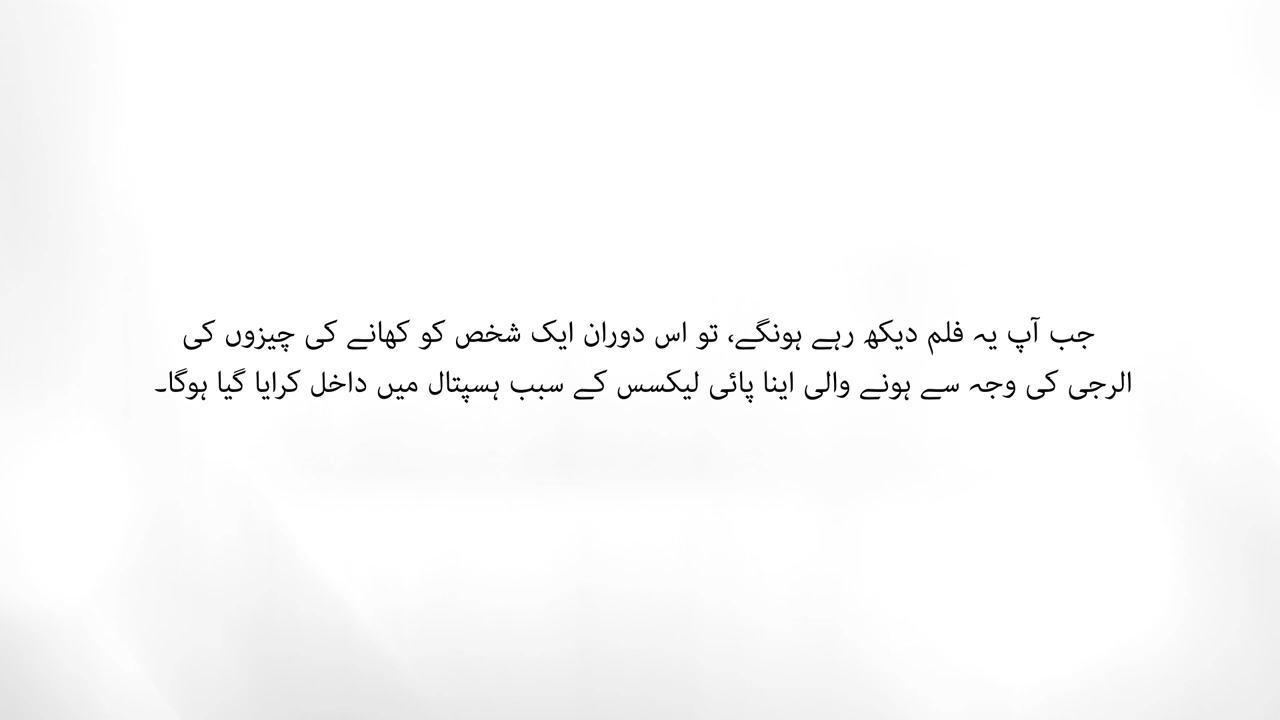 جب آپ یہ فلم دیکھ رہے ہونگے، تو اس دوران ایک شخص کو کھانے کی چیزوں کی
الرجی کی وجہ سے ہونے والی اینا پائی لیکسس کے سبب ہسپتال میں داخل کرایا گیا ہوگا۔